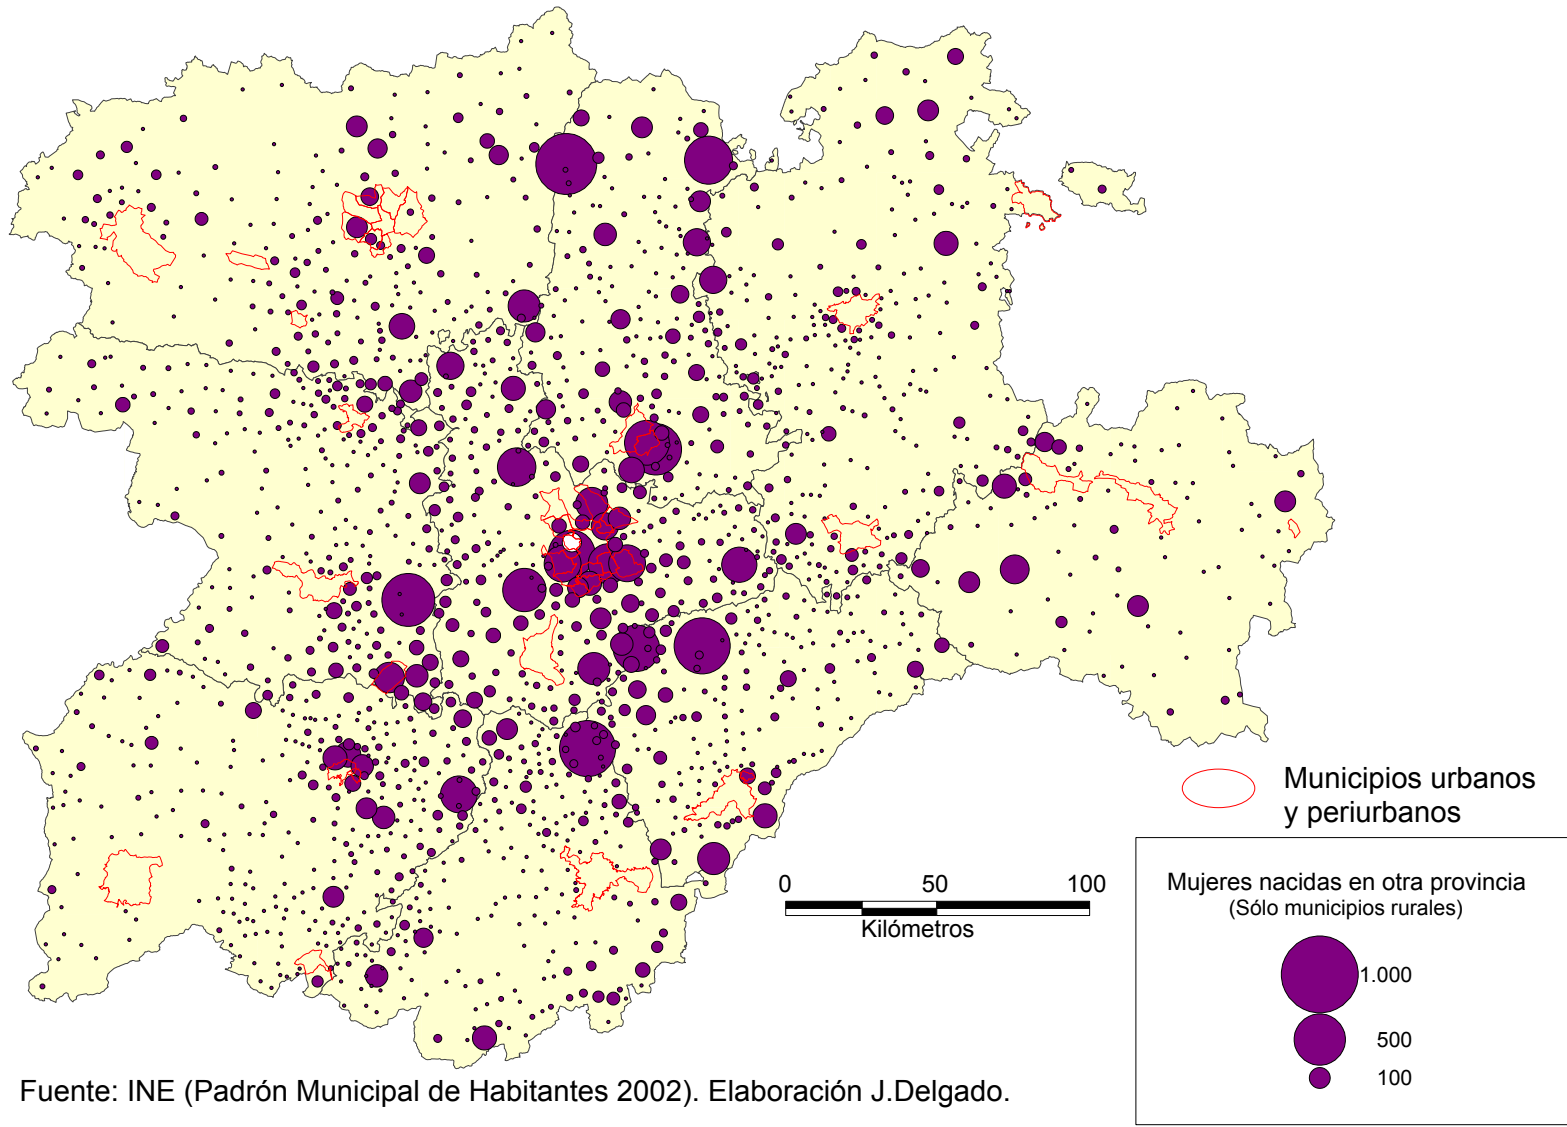 Municipios urbanos
y periurbanos
0 50 100
Kilómetros
Mujeres nacidas en otra provincia
(Sólo municipios rurales)
1.000
500
100
Fuente: INE (Padrón Municipal de Habitantes 2002). Elaboración J.Delgado.